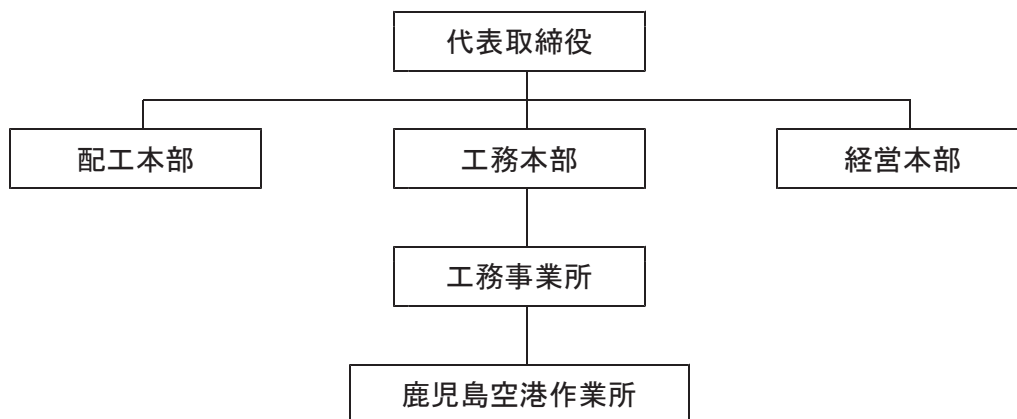 代表取締役
配工本部
工務本部
経営本部
工務事業所
鹿児島空港作業所